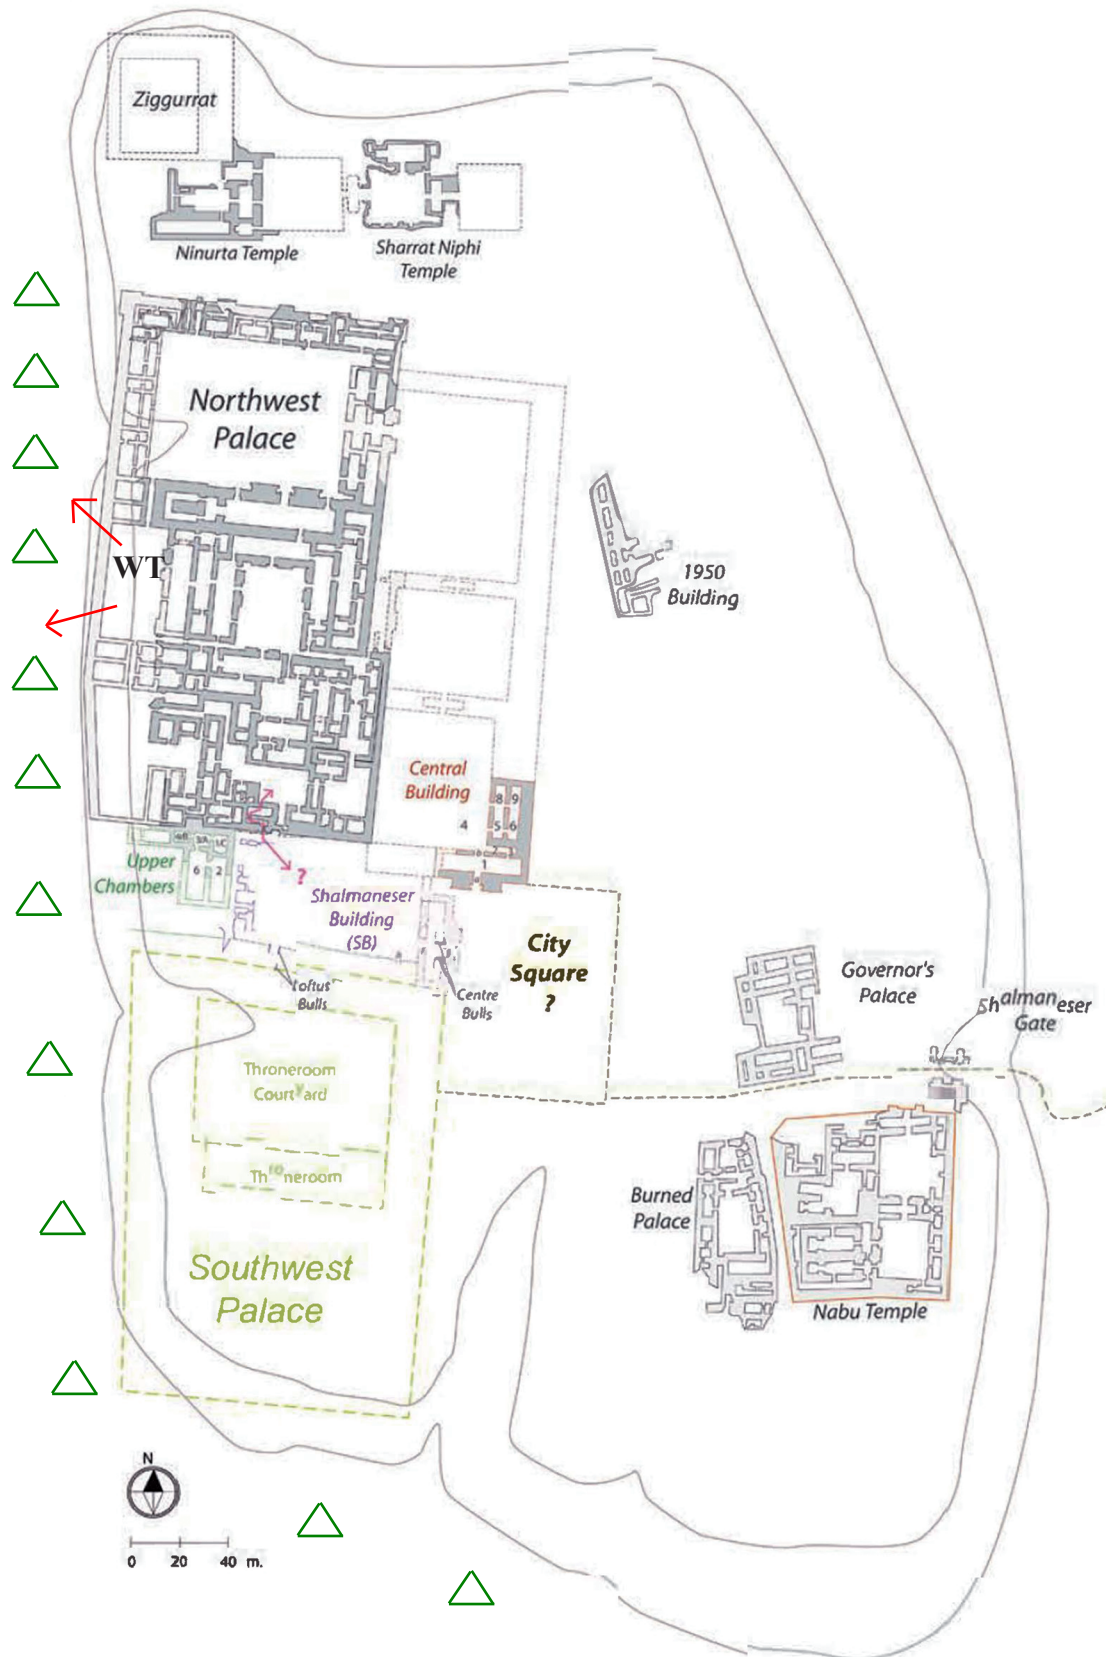 Ziggurrat
Ninurta Temple
Sharrat Niphi
Temple
Northwest
Palace
WT
1950
Building
Central
Building
8 9
4 5 6
1
Upper
Chambers
6 2
?
Shalmaneser
Building
(SB)
City
Square
?
Loftus
Bulls
Centre
Bulls
Governor's
Palace
Shalmaneser
Gate
Throneroom
Courtyard
Throneroom
Southwest
Palace
Burned
Palace
Nabu Temple
N
0 20 40 m.